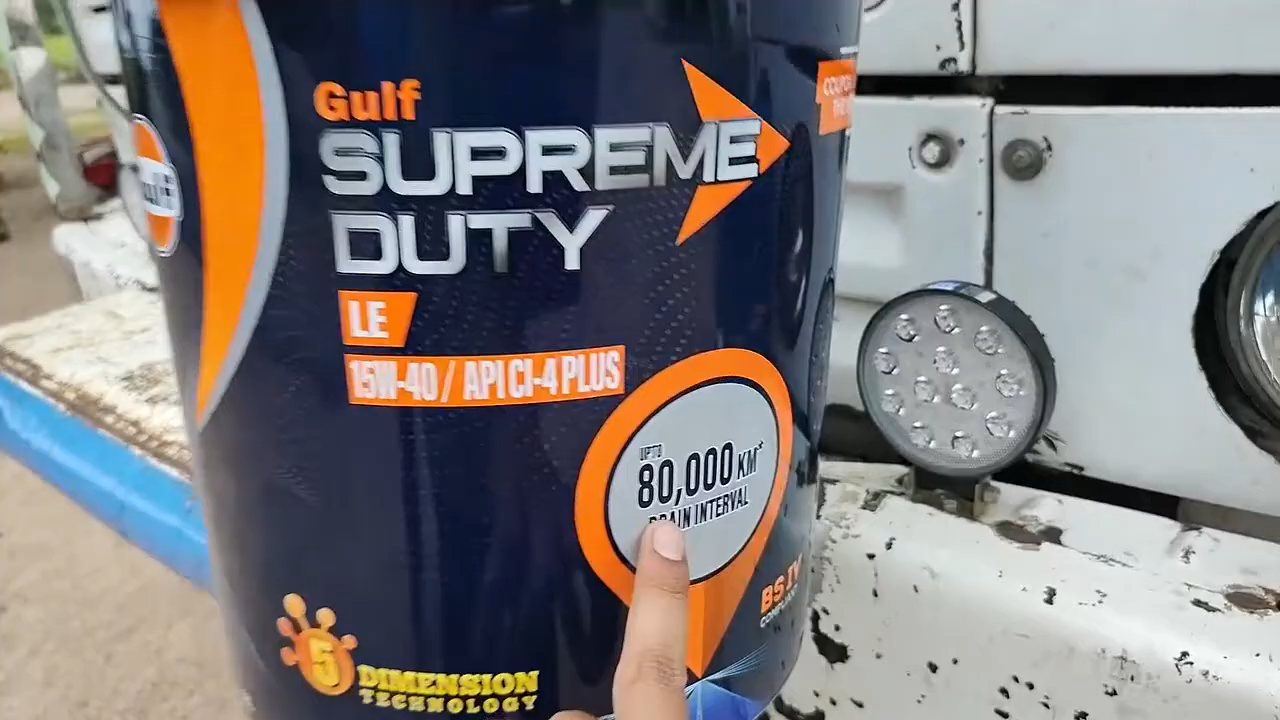 Gulf
SUPREME
DUTY
LE
15W-40 / API CI-4 PLUS
UPTO
80,000 KM*
DRAIN INTERVAL
BS IV
5
DIMENSION
TECHNOLOGY